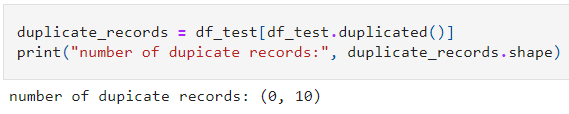 duplicate_records = df_test[df_test.duplicated()]
print("number of dupicate records:", duplicate_records.shape)
number of dupicate records: (0, 10)